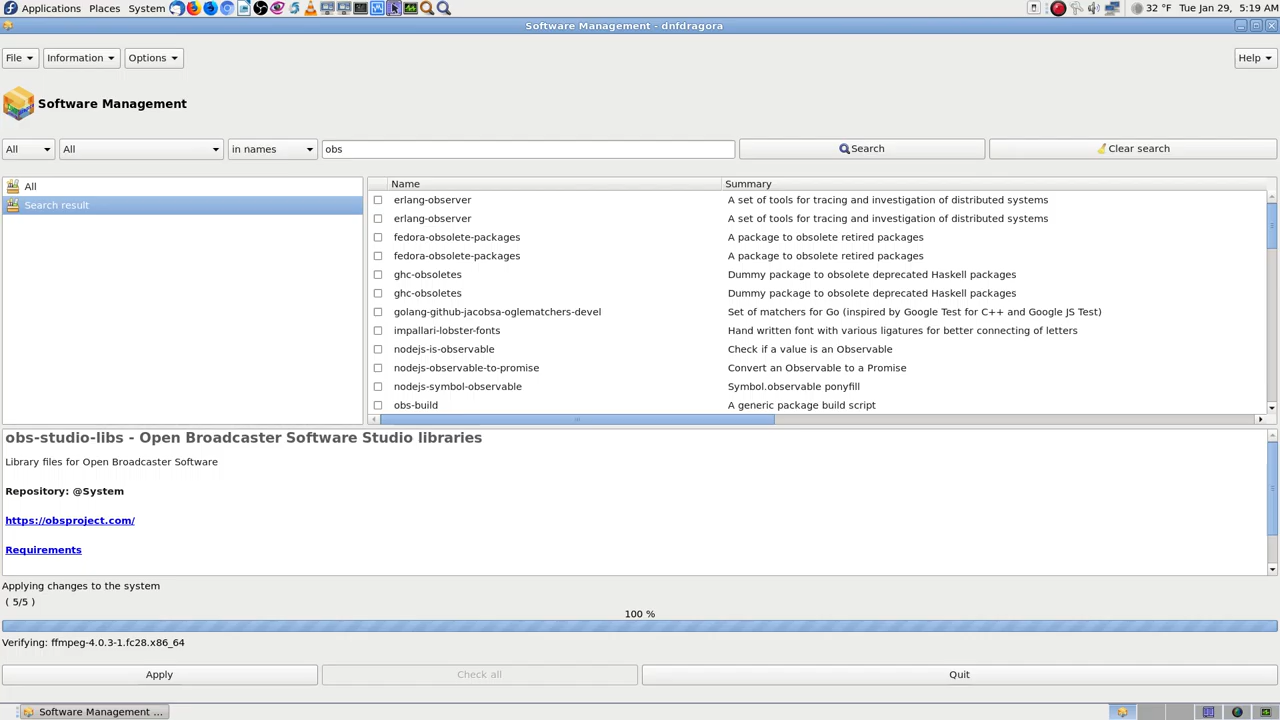 Applications Places System 32 °F Tue Jan 29, 5:19 AM
Software Management - dnfdragora
File Information Options Help
Software Management
All All in names obs Search Clear search
All
Search result
Name Summary
erlang-observer A set of tools for tracing and investigation of distributed systems
erlang-observer A set of tools for tracing and investigation of distributed systems
fedora-obsolete-packages A package to obsolete retired packages
fedora-obsolete-packages A package to obsolete retired packages
ghc-obsoletes Dummy package to obsolete deprecated Haskell packages
ghc-obsoletes Dummy package to obsolete deprecated Haskell packages
golang-github-jacobsa-oglematchers-devel Set of matchers for Go (inspired by Google Test for C++ and Google JS Test)
impallari-lobster-fonts Hand written font with various ligatures for better connecting of letters
nodejs-is-observable Check if a value is an Observable
nodejs-observable-to-promise Convert an Observable to a Promise
nodejs-symbol-observable Symbol.observable ponyfill
obs-build A generic package build script
obs-studio-libs - Open Broadcaster Software Studio libraries
Library files for Open Broadcaster Software
Repository: @System
https://obsproject.com/
Requirements
Applying changes to the system
( 5/5 )
100 %
Verifying: ffmpeg-4.0.3-1.fc28.x86_64
Apply Check all Quit
Software Management ...